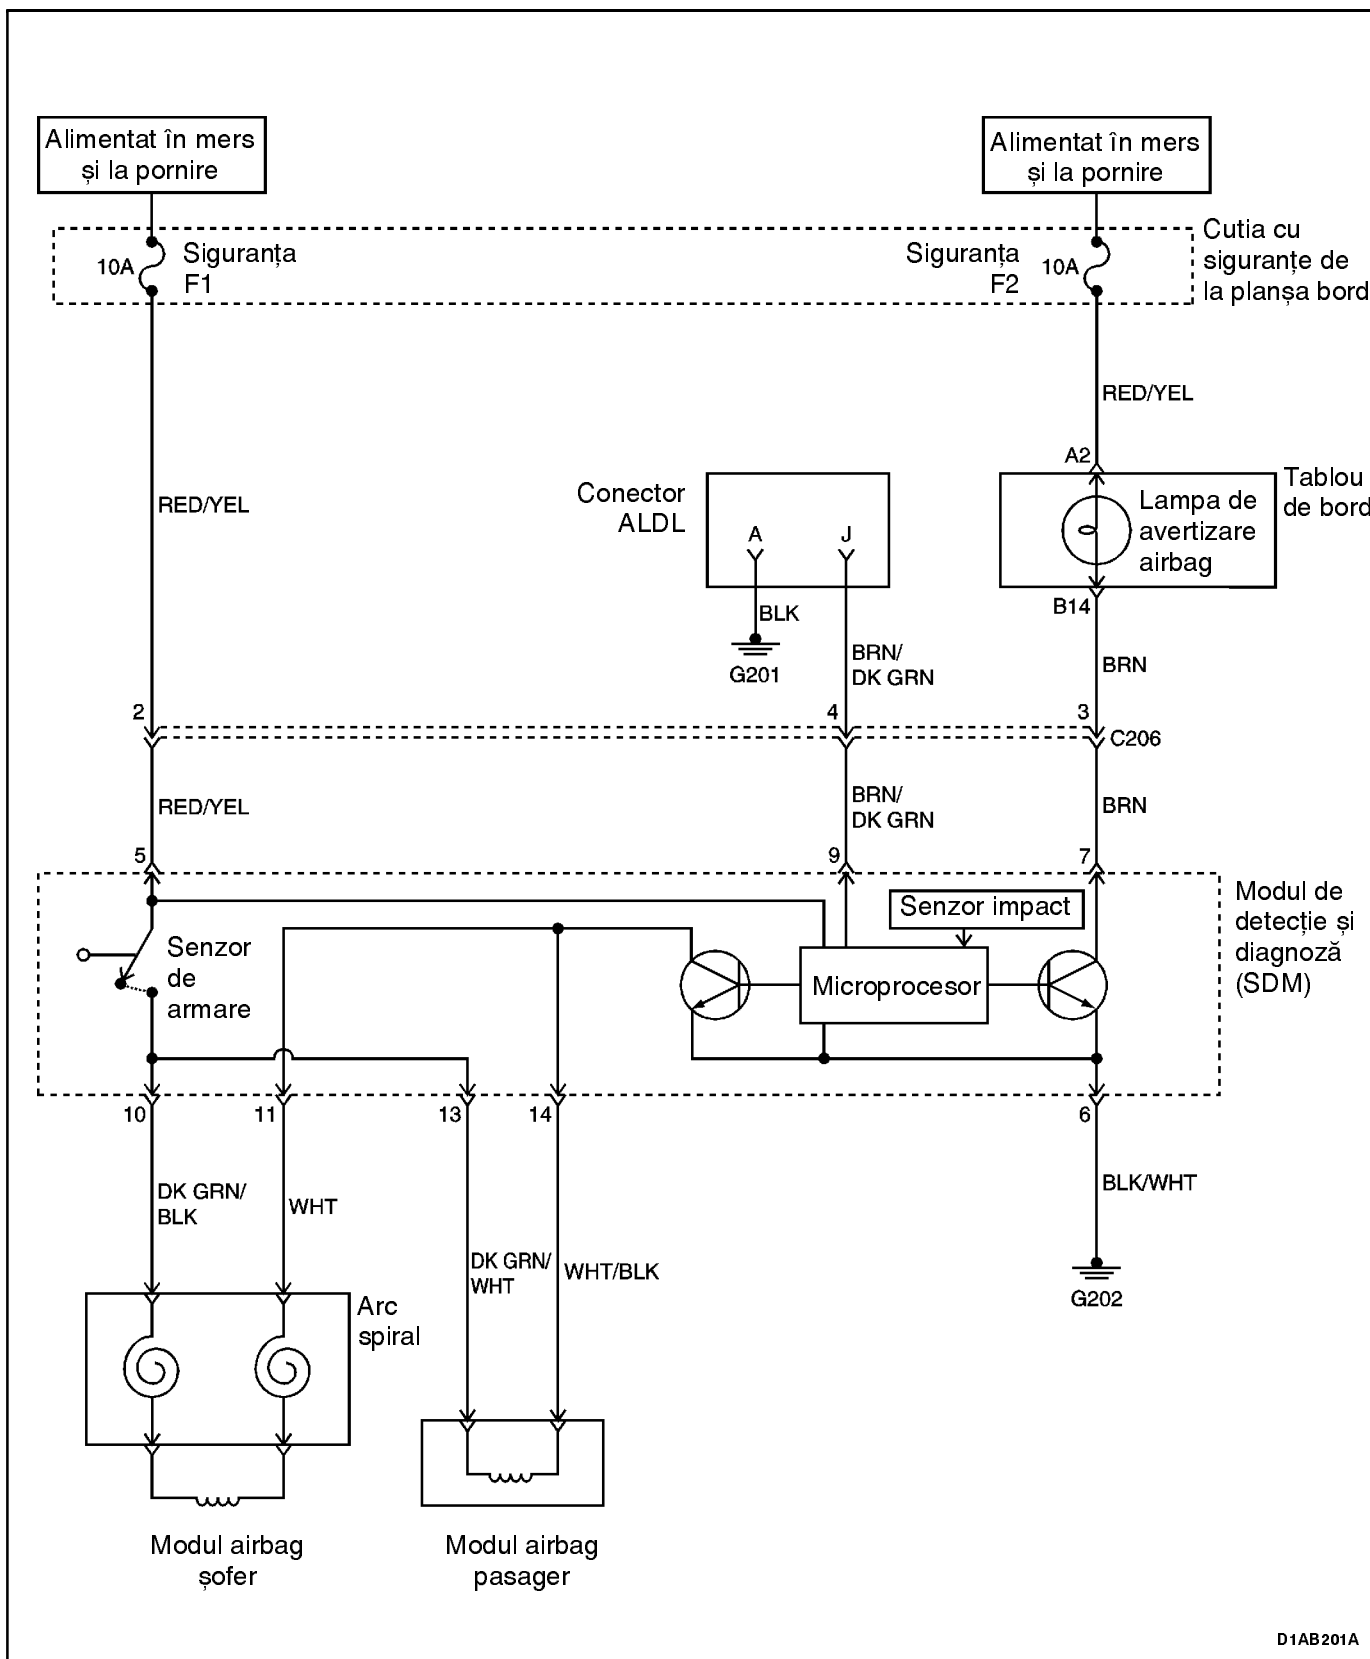 Alimentat în mers
și la pornire
Alimentat în mers
și la pornire
10A
Siguranța
F1
Siguranța
F2
10A
Cutia cu
siguranțe de
la planșa bord
RED/YEL
RED/YEL
Conector
ALDL
A
J
BLK
G201
BRN/
DK GRN
A2
Lampa de
avertizare
airbag
Tablou
de bord
B14
BRN
2
4
3
C206
RED/YEL
BRN/
DK GRN
BRN
5
9
7
Senzor
de
armare
Senzor impact
Microprocesor
Modul de
detecție și
diagnoză
(SDM)
10
11
13
14
6
DK GRN/
BLK
WHT
DK GRN/
WHT
WHT/BLK
BLK/WHT
G202
Arc
spiral
Modul airbag
șofer
Modul airbag
pasager
D1AB201A